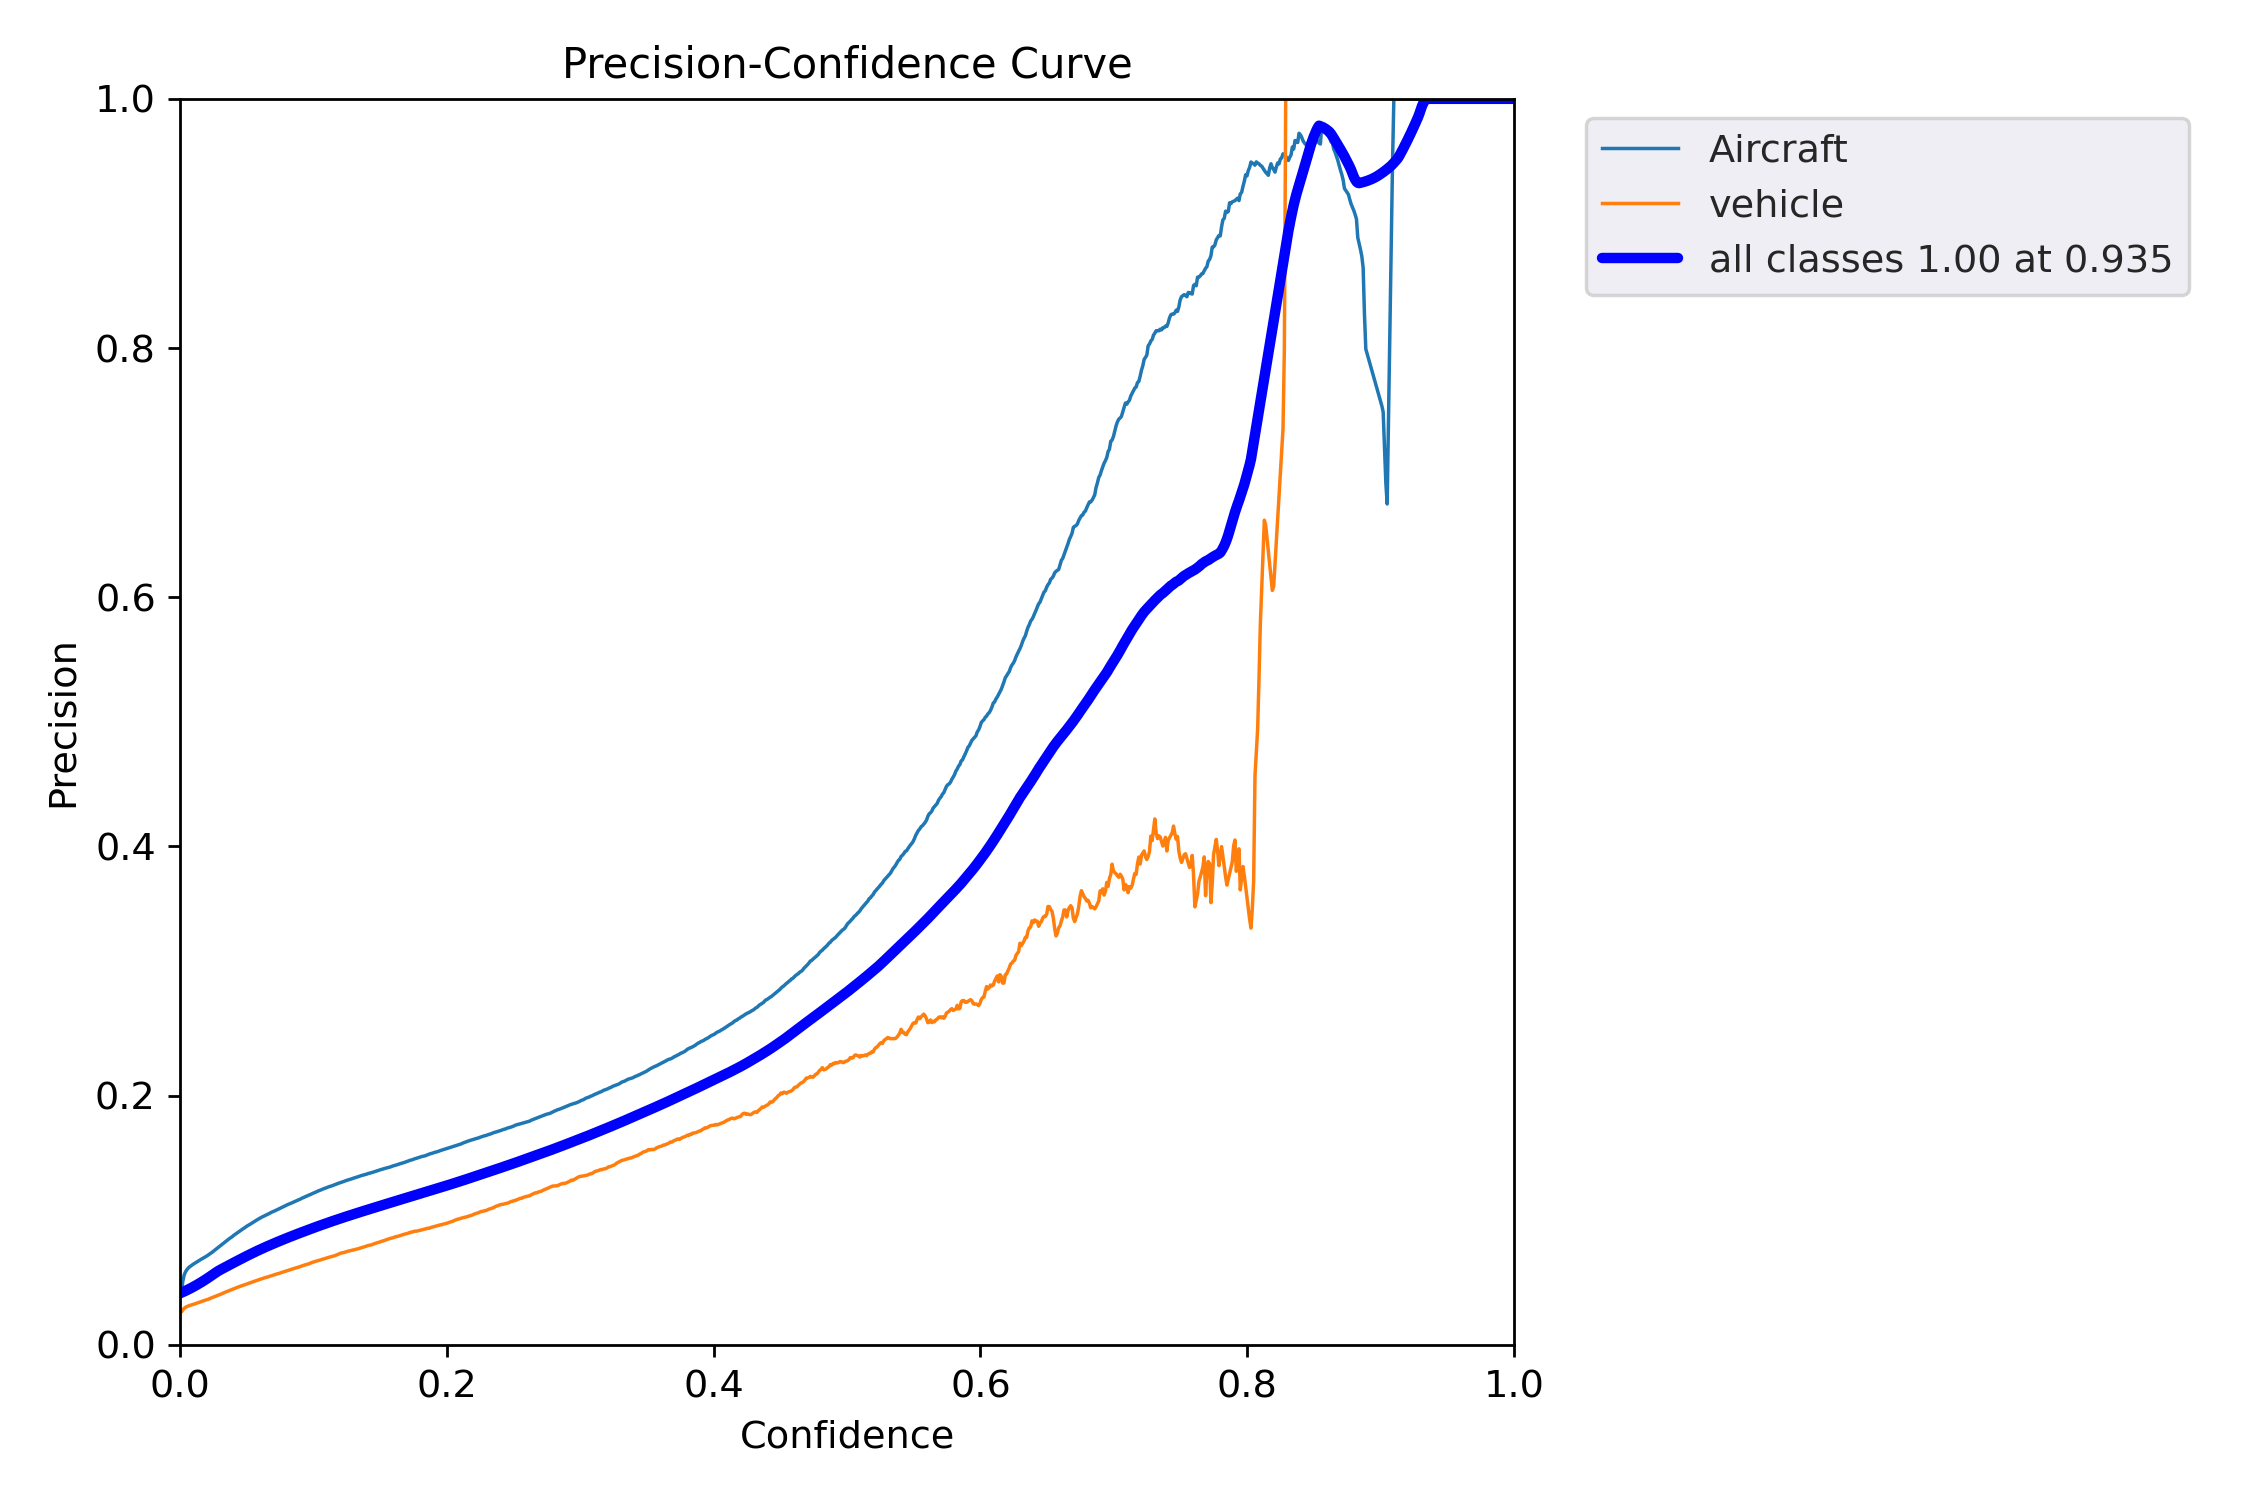 Precision-Confidence Curve
1.0
0.8
0.6
0.4
0.2
0.0
Precision
0.0 0.2 0.4 0.6 0.8 1.0
Confidence
Aircraft
vehicle
all classes 1.00 at 0.935